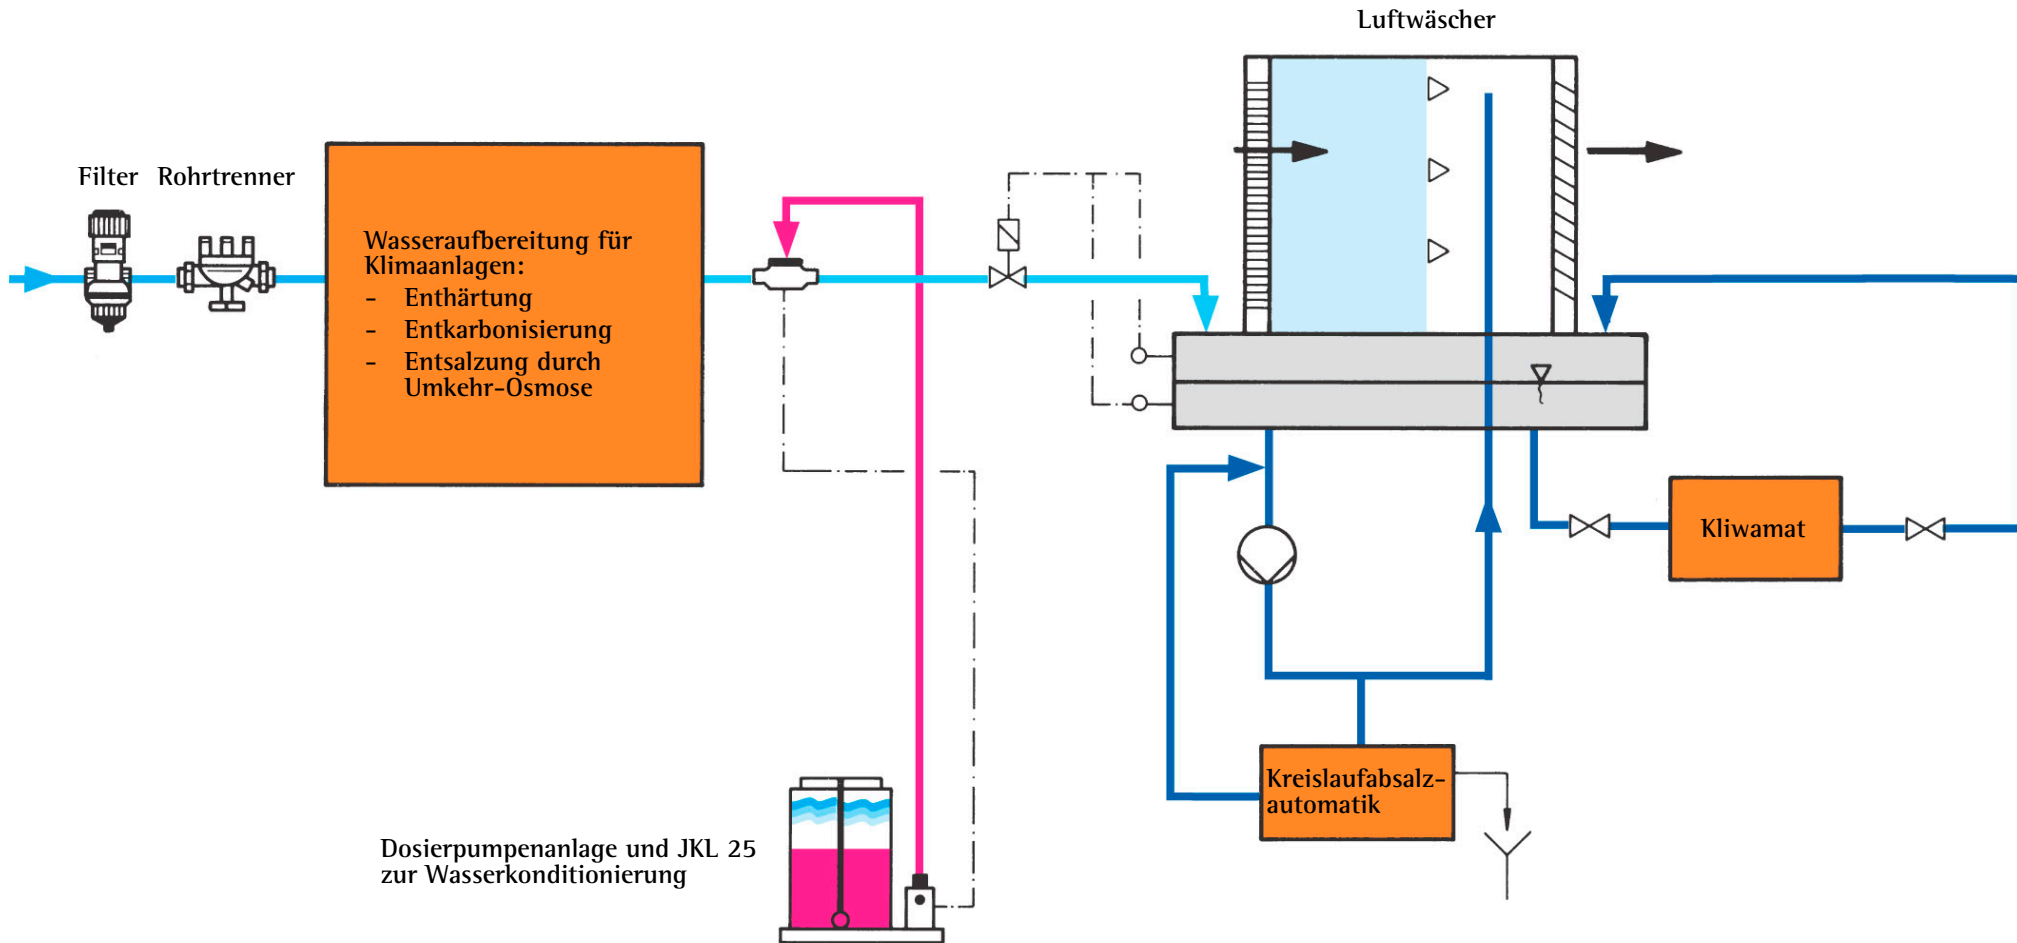 Luftwäscher
Filter
Rohrtrenner
Wasseraufbereitung für
Klimaanlagen:
- Enthärtung
- Entkarbonisierung
- Entsalzung durch
Umkehr-Osmose
Kliwamat
Kreislaufabsalz-
automatik
Dosierpumpenanlage und JKL 25
zur Wasserkonditionierung